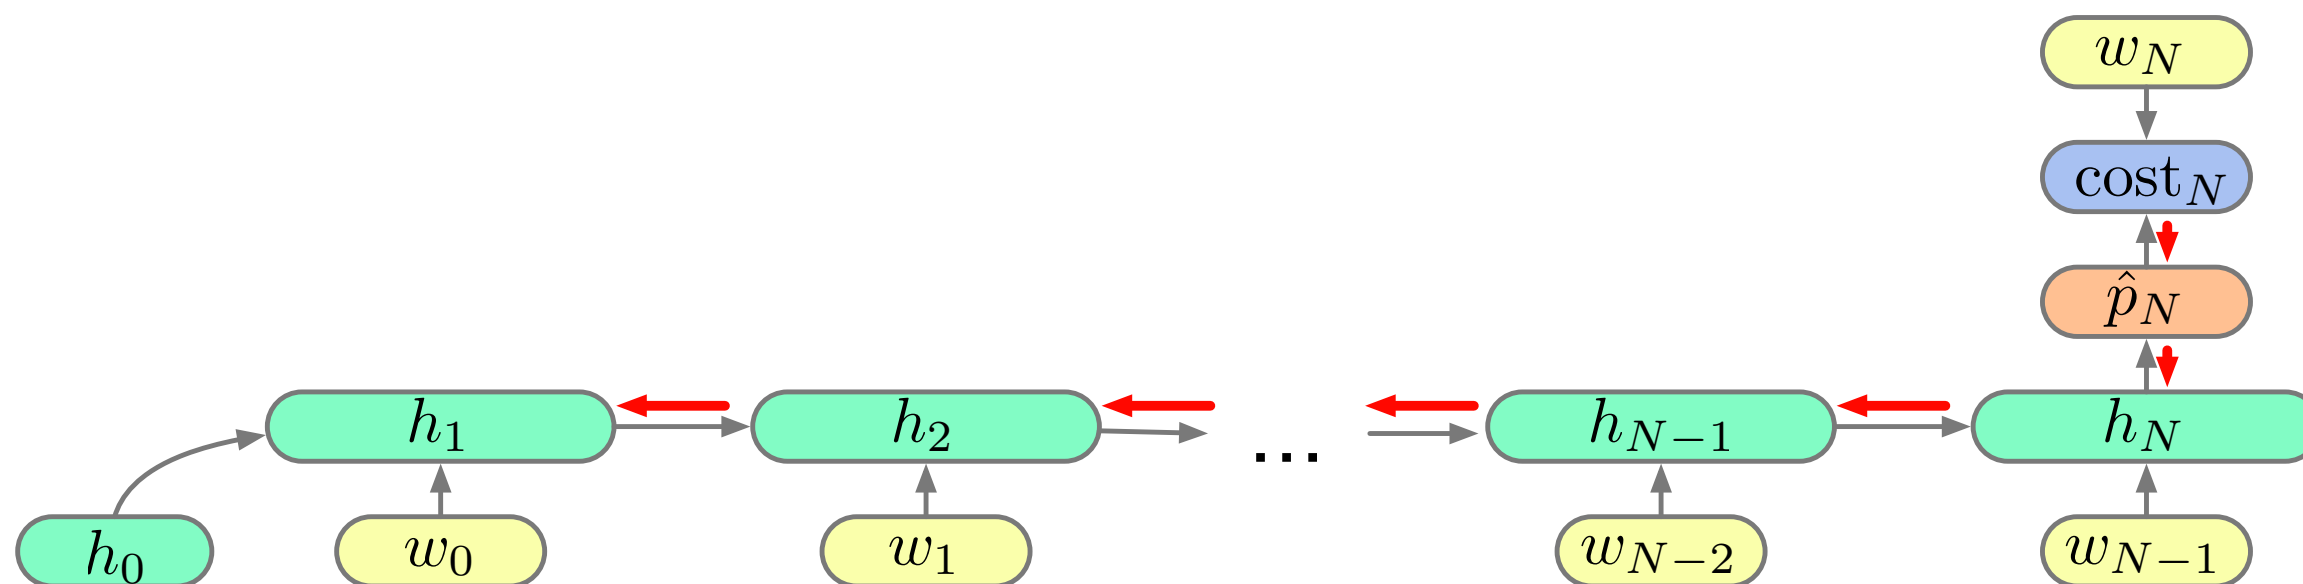 w_N
cost_N
p̂_N
h_1 h_2 ... h_{N−1} h_N
h_0 w_0 w_1 w_{N−2} w_{N−1}